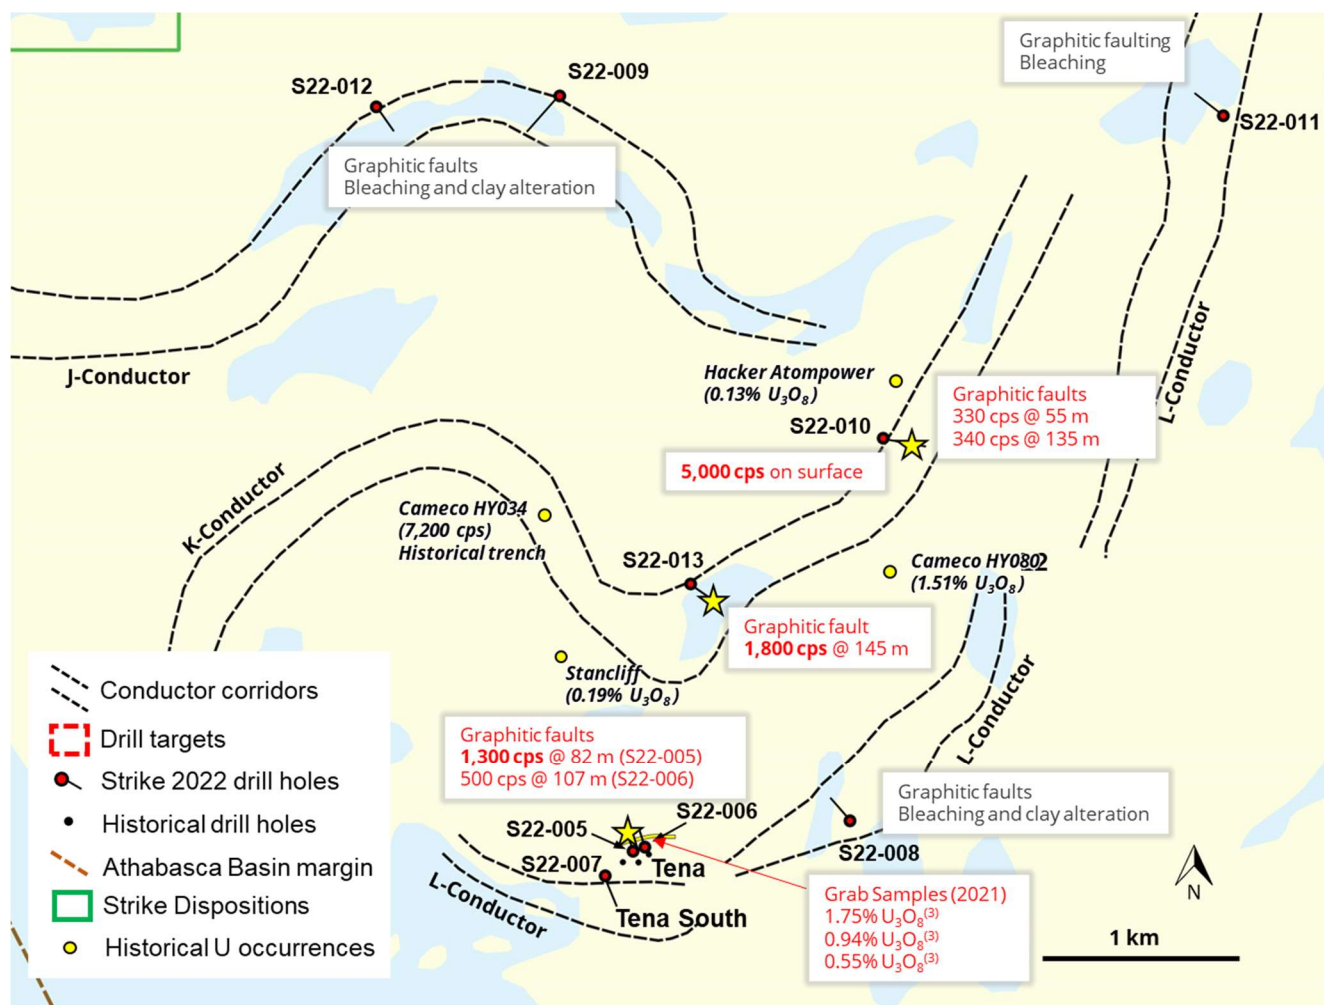 Graphitic faulting
Bleaching
S22-012
S22-009
S22-011
Graphitic faults
Bleaching and clay alteration
J-Conductor
L-Conductor
Hacker Atompower
(0.13% U₃O₈)
Graphitic faults
330 cps @ 55 m
340 cps @ 135 m
S22-010
5,000 cps on surface
K-Conductor
Cameco HY034
(7,200 cps)
Historical trench
S22-013
Cameco HY080
(1.51% U₃O₈)
Graphitic fault
1,800 cps @ 145 m
Stancliff
(0.19% U₃O₈)
L-Conductor
Graphitic faults
1,300 cps @ 82 m (S22-005)
500 cps @ 107 m (S22-006)
Graphitic faults
Bleaching and clay alteration
S22-006
S22-005
S22-007
Tena
S22-008
L-Conductor
Tena South
Grab Samples (2021)
1.75% U₃O₈⁽³⁾
0.94% U₃O₈⁽³⁾
0.55% U₃O₈⁽³⁾
N
1 km
Conductor corridors
Drill targets
Strike 2022 drill holes
Historical drill holes
Athabasca Basin margin
Strike Dispositions
Historical U occurrences